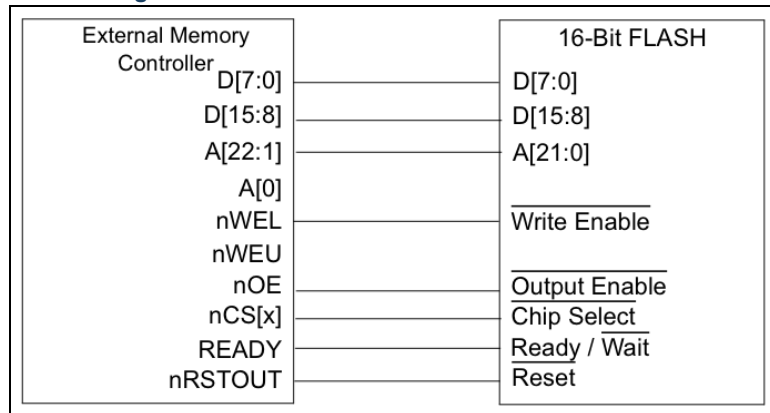 External Memory
Controller
D[7:0]
D[15:8]
A[22:1]
A[0]
nWEL
nWEU
nOE
nCS[x]
READY
nRSTOUT
16-Bit FLASH
D[7:0]
D[15:8]
A[21:0]
Write Enable
Output Enable
Chip Select
Ready / Wait
Reset